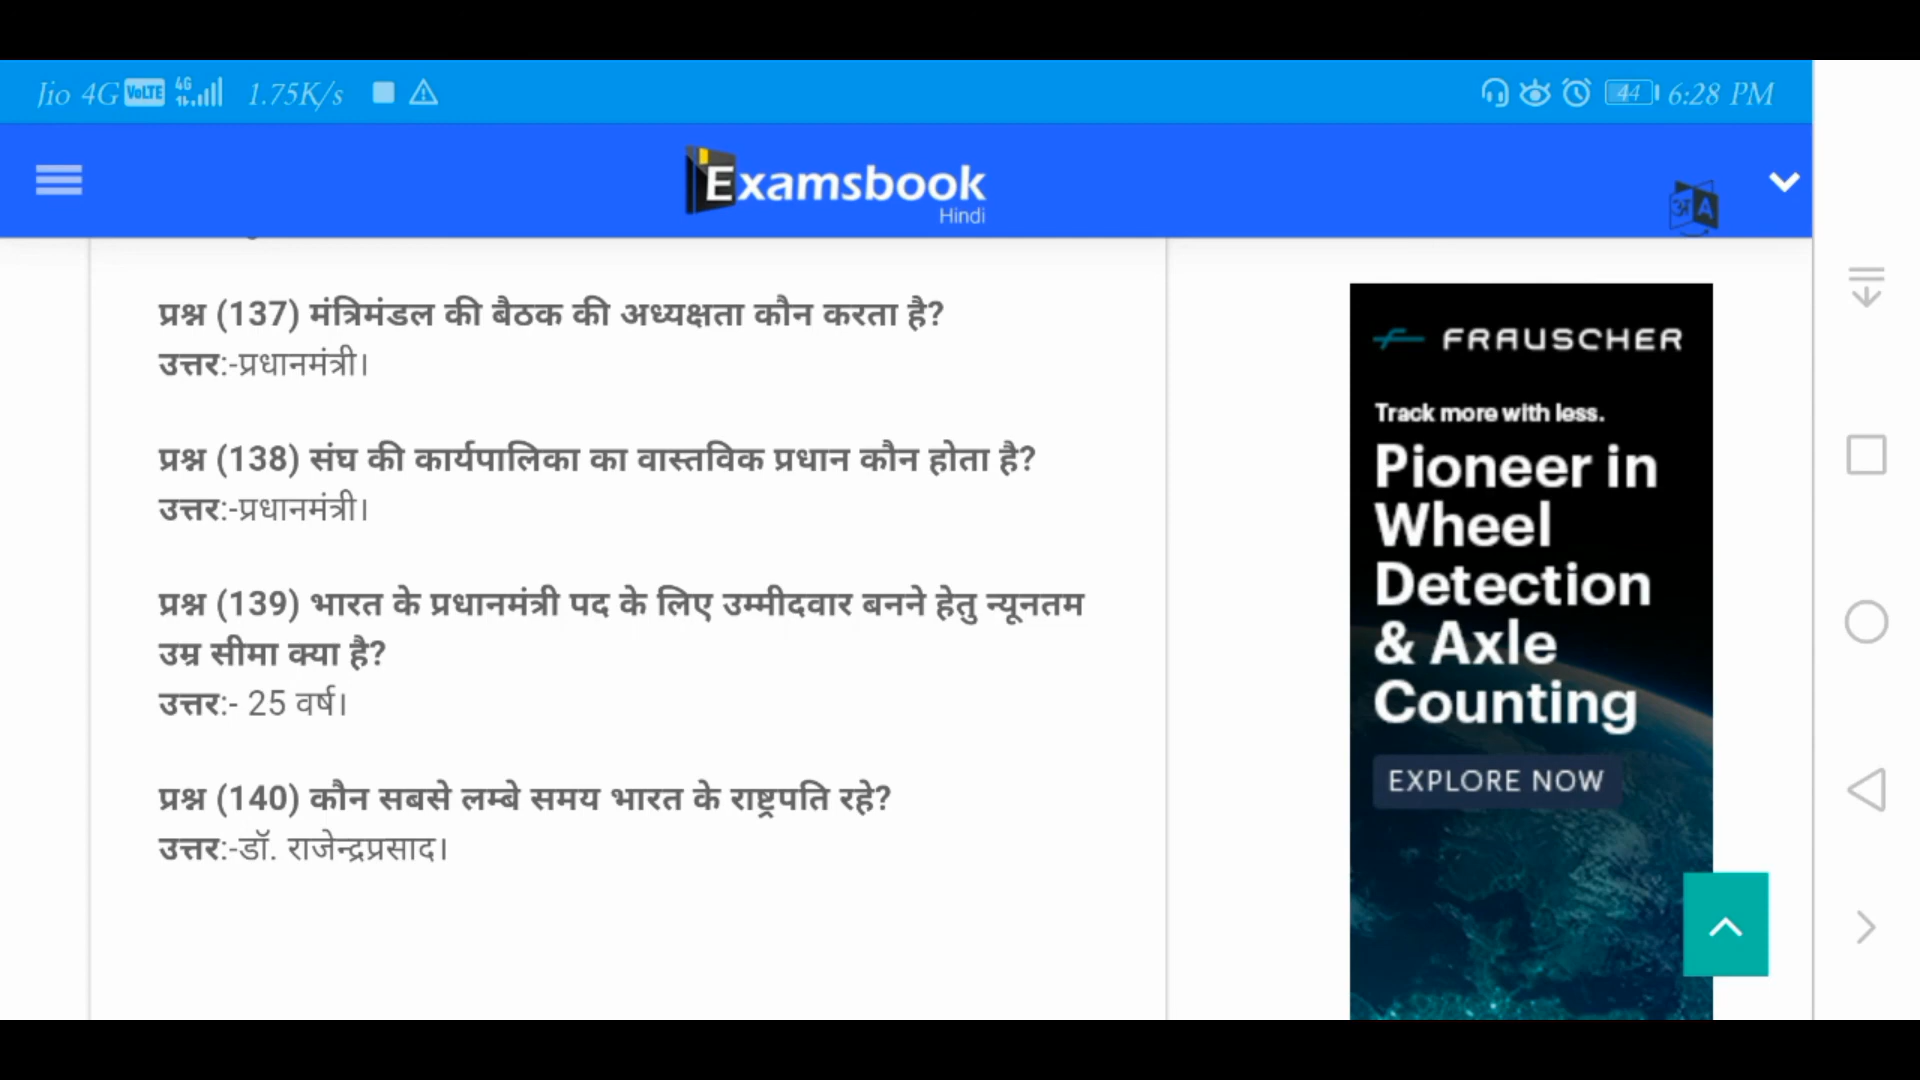 Jio 4G VoLTE 4G 1.75K/s 44 6:28 PM
Examsbook
Hindi
अ A
प्रश्न (137) मंत्रिमंडल की बैठक की अध्यक्षता कौन करता है?
उत्तर:-प्रधानमंत्री।
प्रश्न (138) संघ की कार्यपालिका का वास्तविक प्रधान कौन होता है?
उत्तर:-प्रधानमंत्री।
प्रश्न (139) भारत के प्रधानमंत्री पद के लिए उम्मीदवार बनने हेतु न्यूनतम
उम्र सीमा क्या है?
उत्तर:- 25 वर्ष।
प्रश्न (140) कौन सबसे लम्बे समय भारत के राष्ट्रपति रहे?
उत्तर:-डॉ. राजेन्द्रप्रसाद।
FRAUSCHER
Track more with less.
Pioneer in
Wheel
Detection
& Axle
Counting
EXPLORE NOW